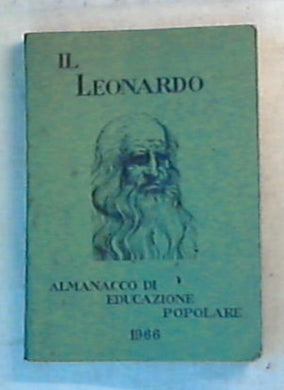 IL
LEONARDO
ALMANACCO DI
EDUCAZIONE
POPOLARE
1966